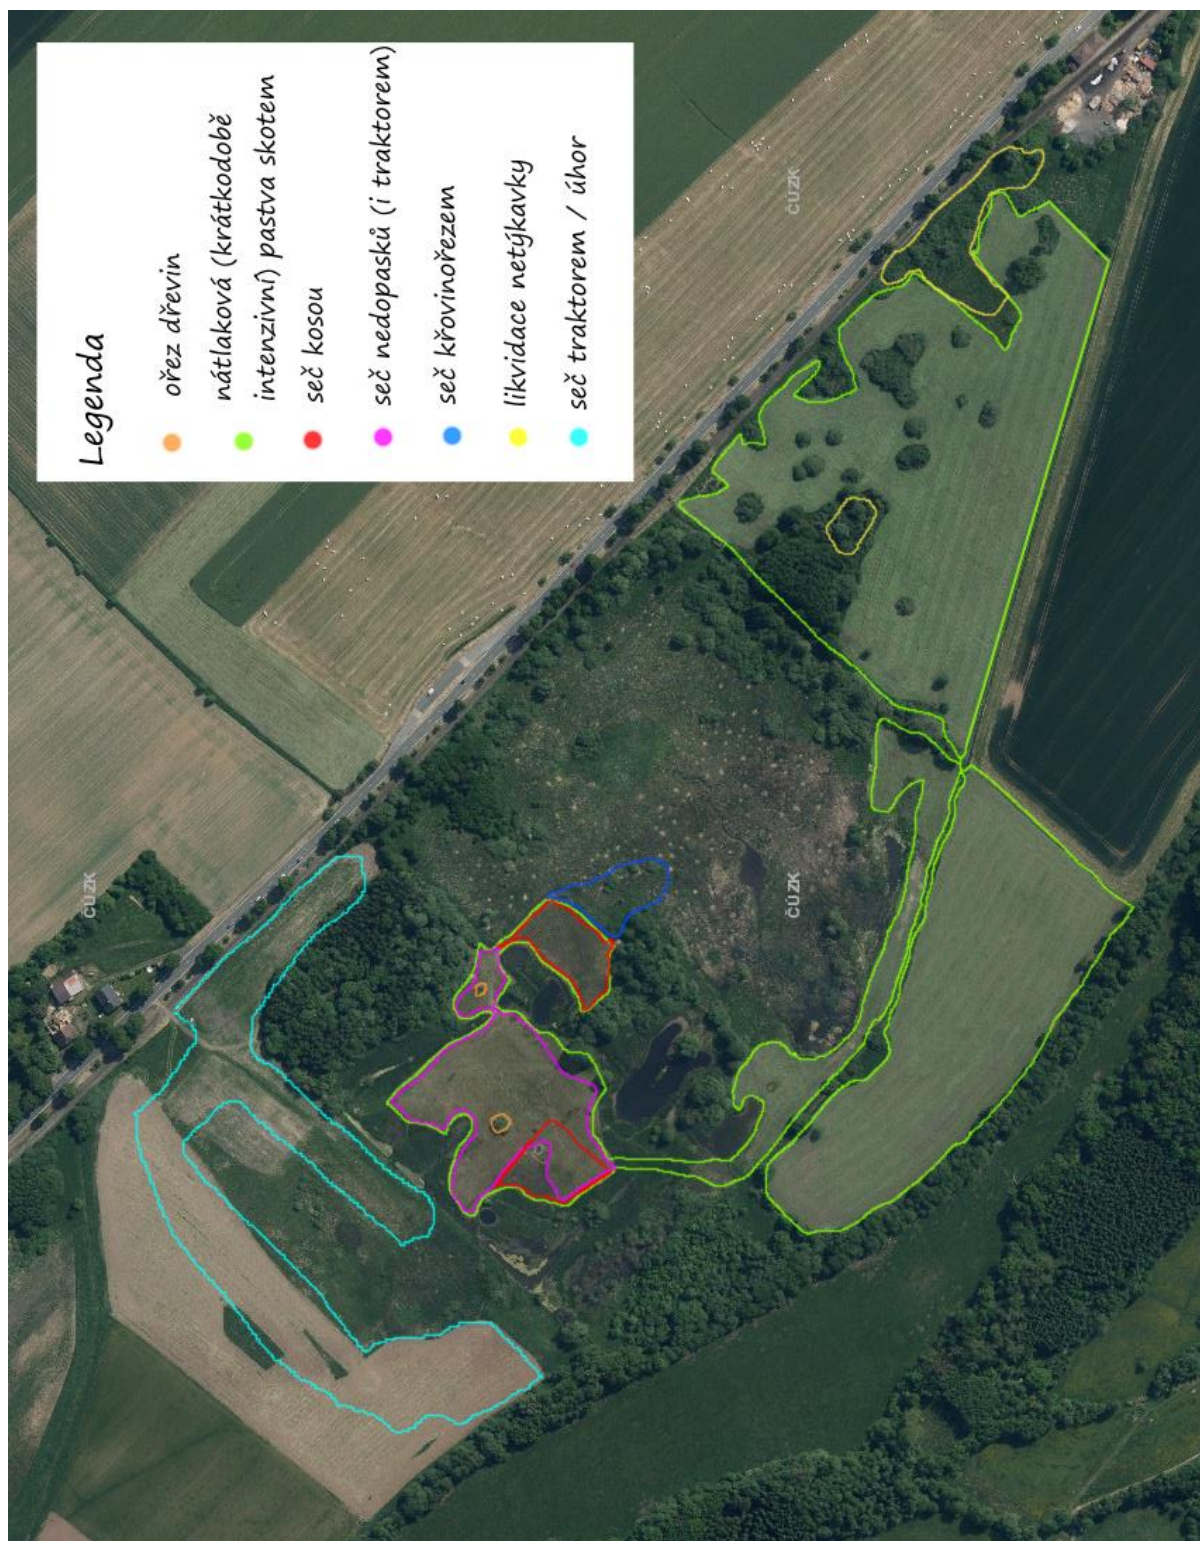 Legenda
ořez dřevin
nátlaková (krátkodobě
intenzivní) pastva skotem
seč kosou
seč nedopasků (i traktorem)
seč křovinořezem
likvidace netýkavky
seč traktorem / úhor
ČÚZK
ČÚZK
ČÚZK